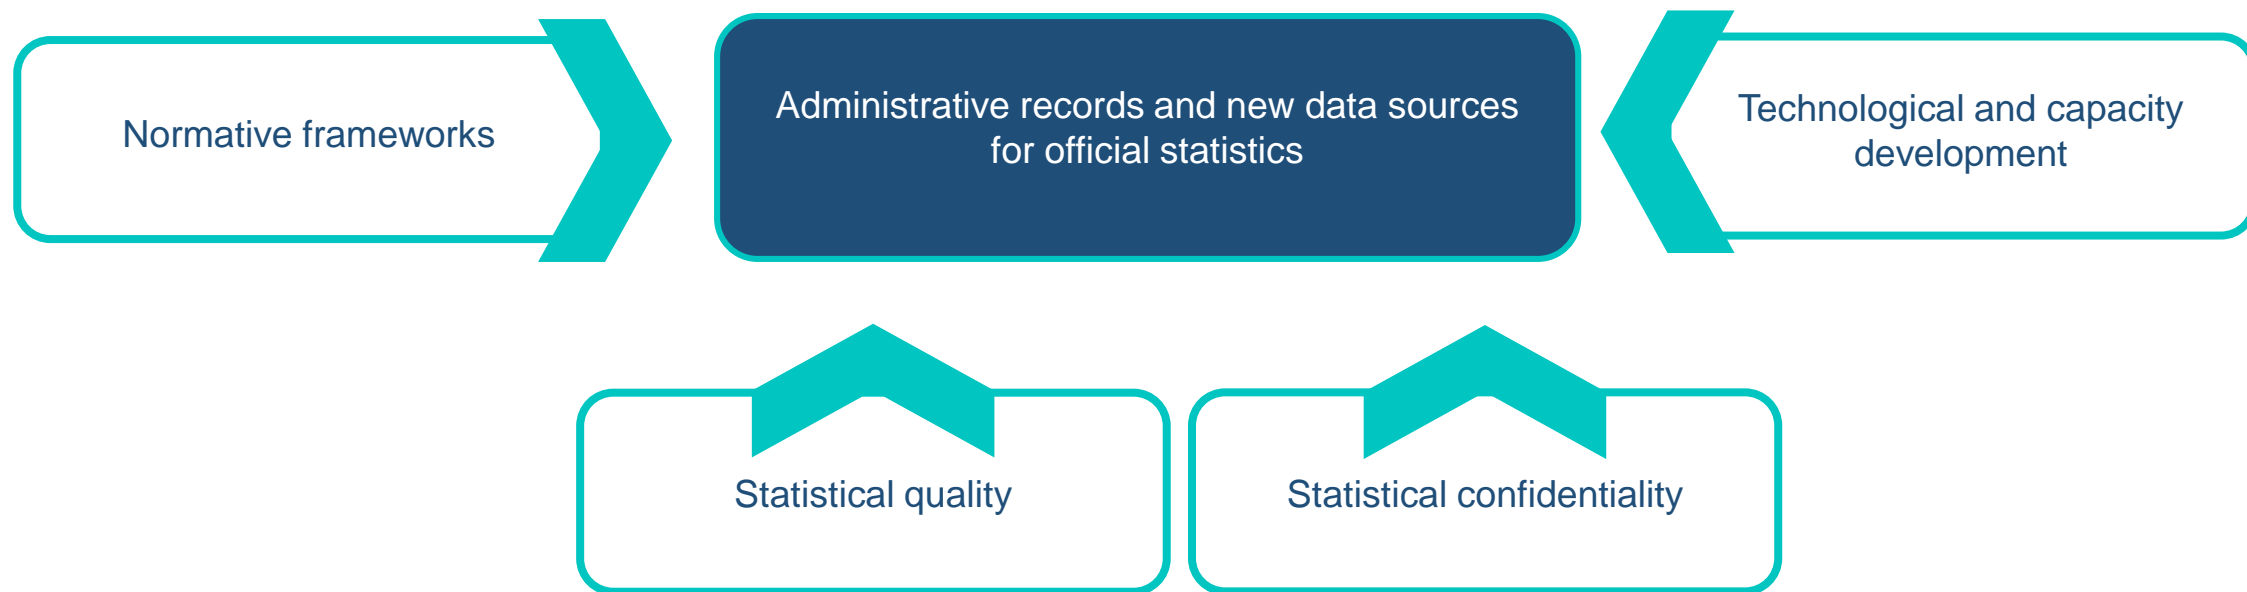 Normative frameworks
Administrative records and new data sources
for official statistics
Technological and capacity
development
Statistical quality
Statistical confidentiality